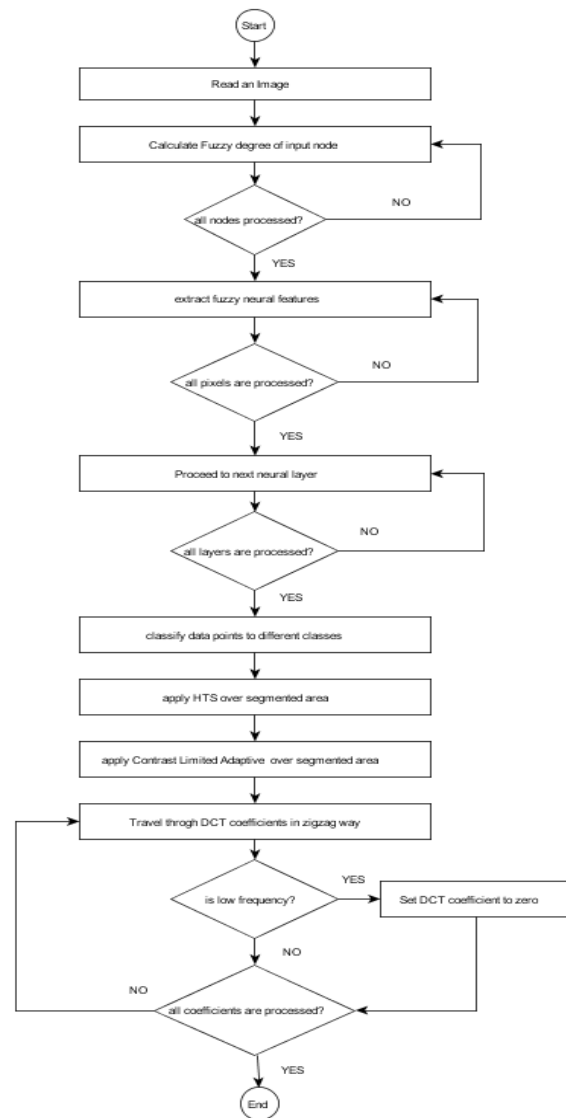 Start
Read an Image
Calculate Fuzzy degree of input node
all nodes processed?
NO
YES
extract fuzzy neural features
all pixels are processed?
NO
YES
Proceed to next neural layer
all layers are processed?
NO
YES
classify data points to different classes
apply HTS over segmented area
apply Contrast Limited Adaptive over segmented area
Travel throgh DCT coefficients in zigzag way
is low frequency?
YES
Set DCT coefficient to zero
NO
all coefficients are processed?
NO
YES
End